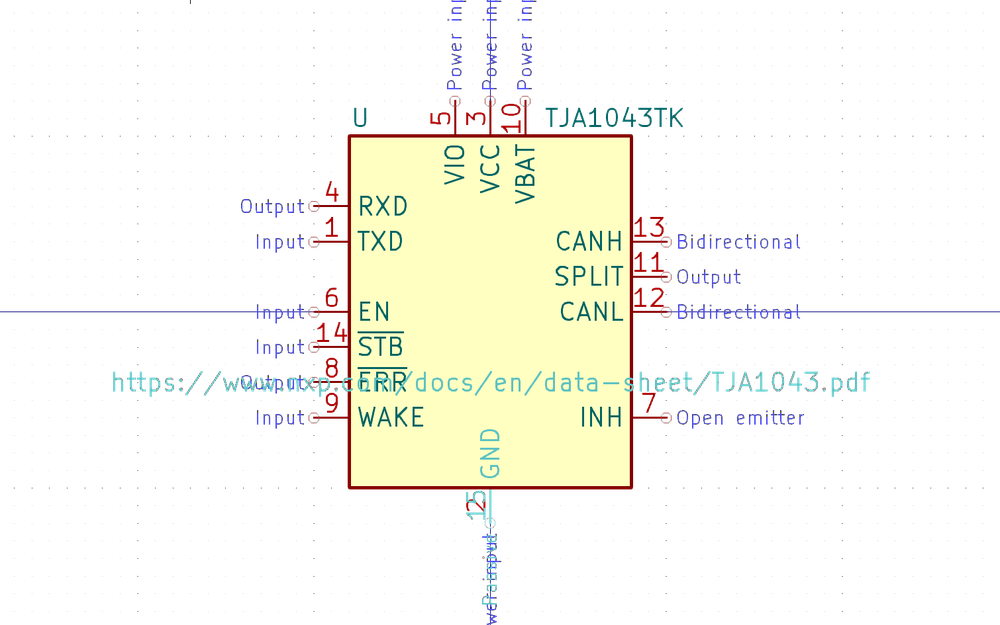 Power inp
Power inp
Power inp
5
3
10
U
TJA1043TK
VIO
VCC
VBAT
Output 4 RXD
Input 1 TXD
CANH 13 Bidirectional
SPLIT 11 Output
Input 6 EN
CANL 12 Bidirectional
Input 14 STB
Output 8 ERR
https://www.nxp.com/docs/en/data-sheet/TJA1043.pdf
Input 9 WAKE
INH 7 Open emitter
GND
15
2
wer input